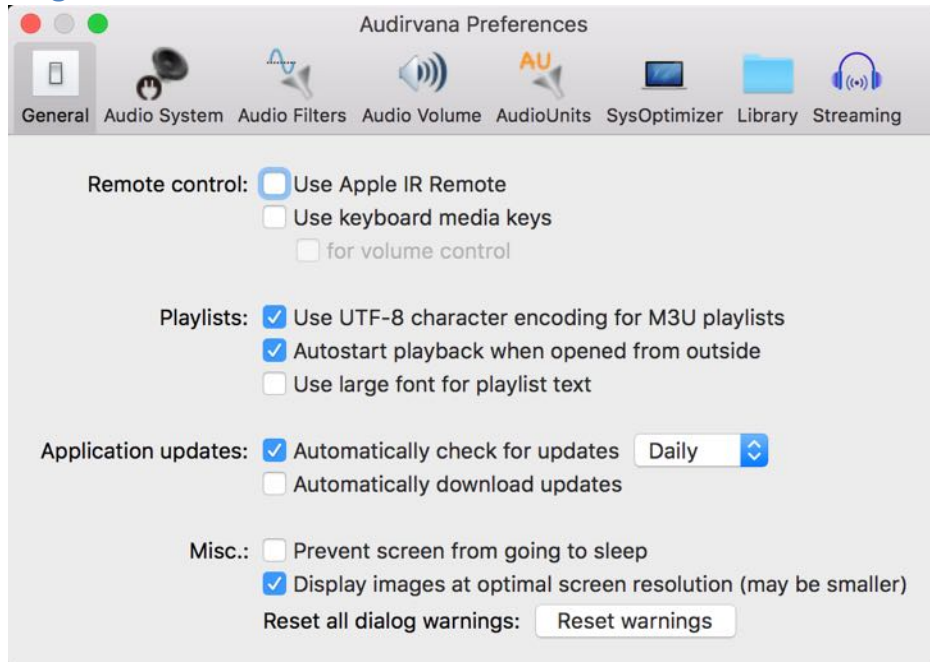 Audirvana Preferences
AU
General Audio System Audio Filters Audio Volume AudioUnits SysOptimizer Library Streaming
Remote control: Use Apple IR Remote
Use keyboard media keys
for volume control
Playlists: Use UTF-8 character encoding for M3U playlists
Autostart playback when opened from outside
Use large font for playlist text
Application updates: Automatically check for updates Daily
Automatically download updates
Misc.: Prevent screen from going to sleep
Display images at optimal screen resolution (may be smaller)
Reset all dialog warnings: Reset warnings